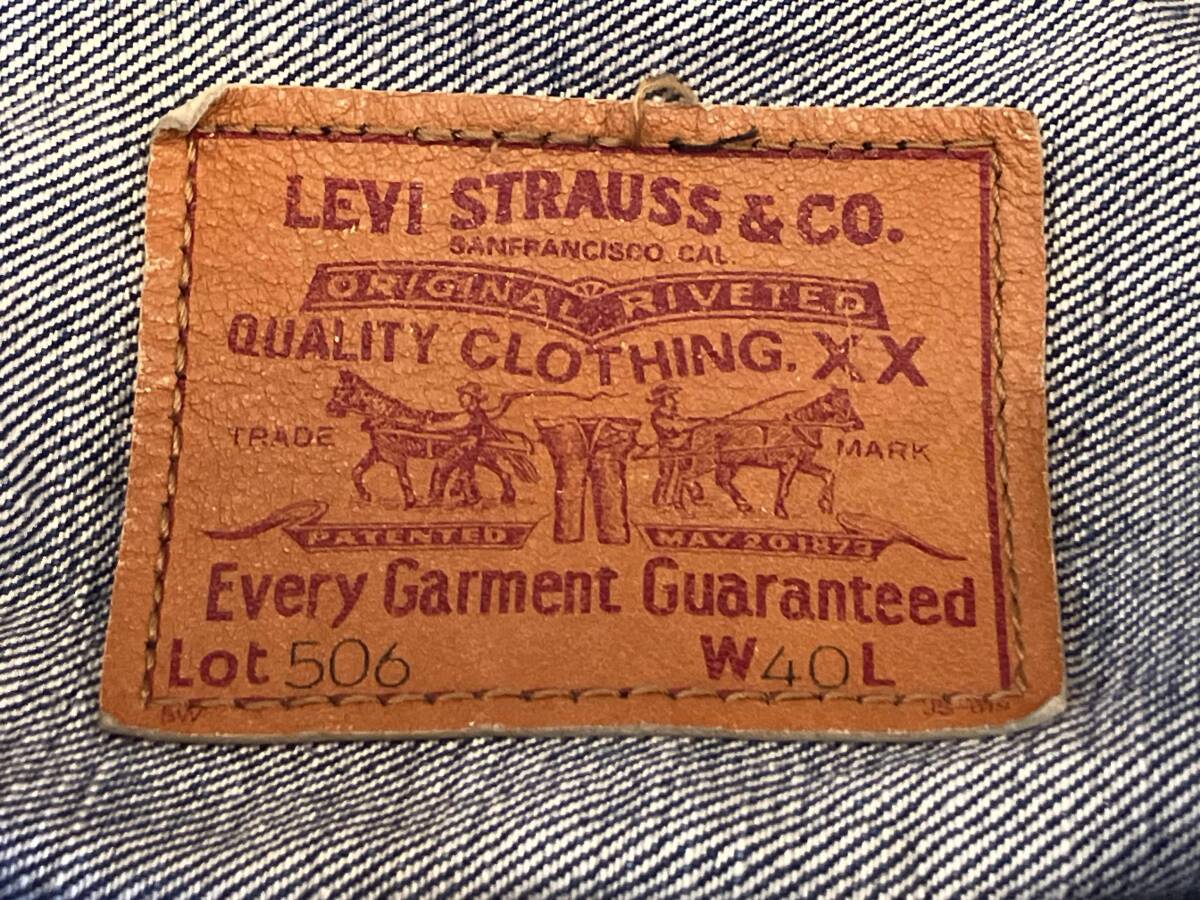 LEVI STRAUSS & CO.
SANFRANCISCO CAL.
ORIGINAL RIVETED
QUALITY CLOTHING. XX
TRADE MARK
PATENTED MAY 20 1873
Every Garment Guaranteed
Lot 506 W 40 L